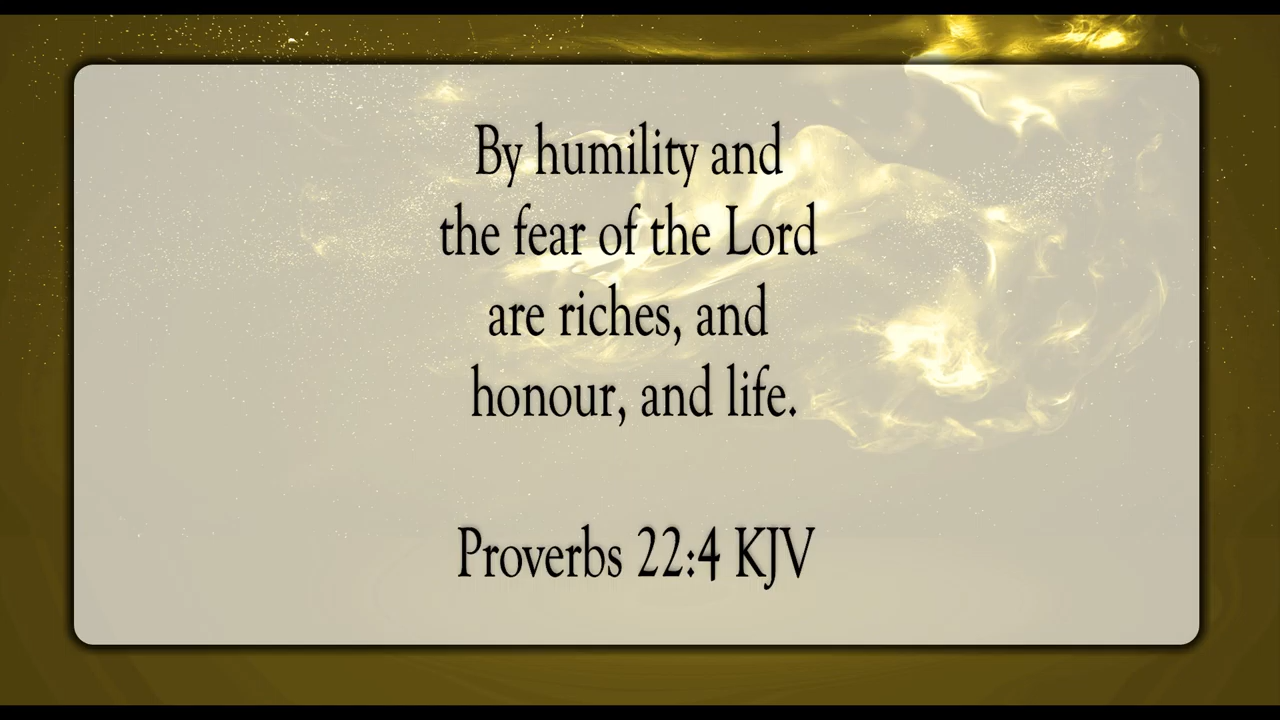 By humility and
the fear of the Lord
are riches, and
honour, and life.
Proverbs 22:4 KJV